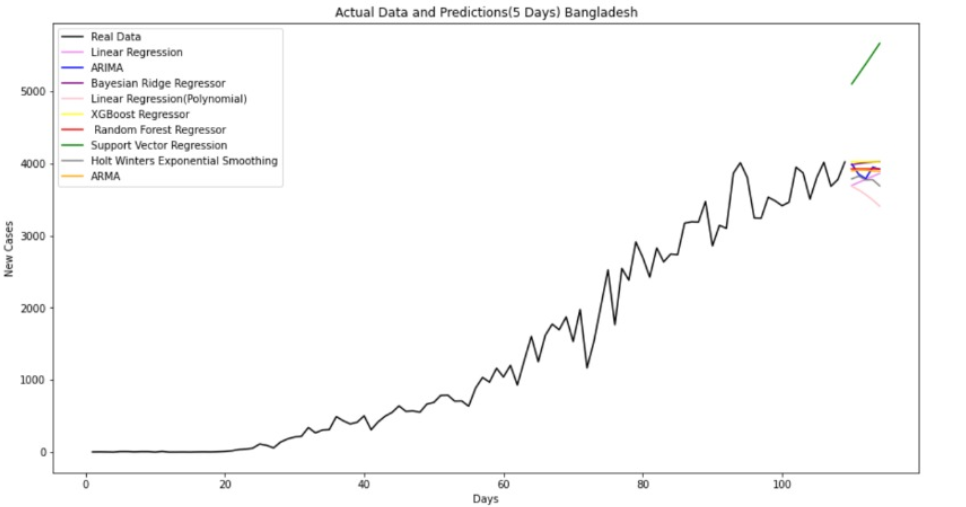 Actual Data and Predictions(5 Days) Bangladesh
Real Data
Linear Regression
ARIMA
Bayesian Ridge Regressor
Linear Regression(Polynomial)
XGBoost Regressor
Random Forest Regressor
Support Vector Regression
Holt Winters Exponential Smoothing
ARMA
New Cases
5000
4000
3000
2000
1000
0
0 20 40 60 80 100
Days